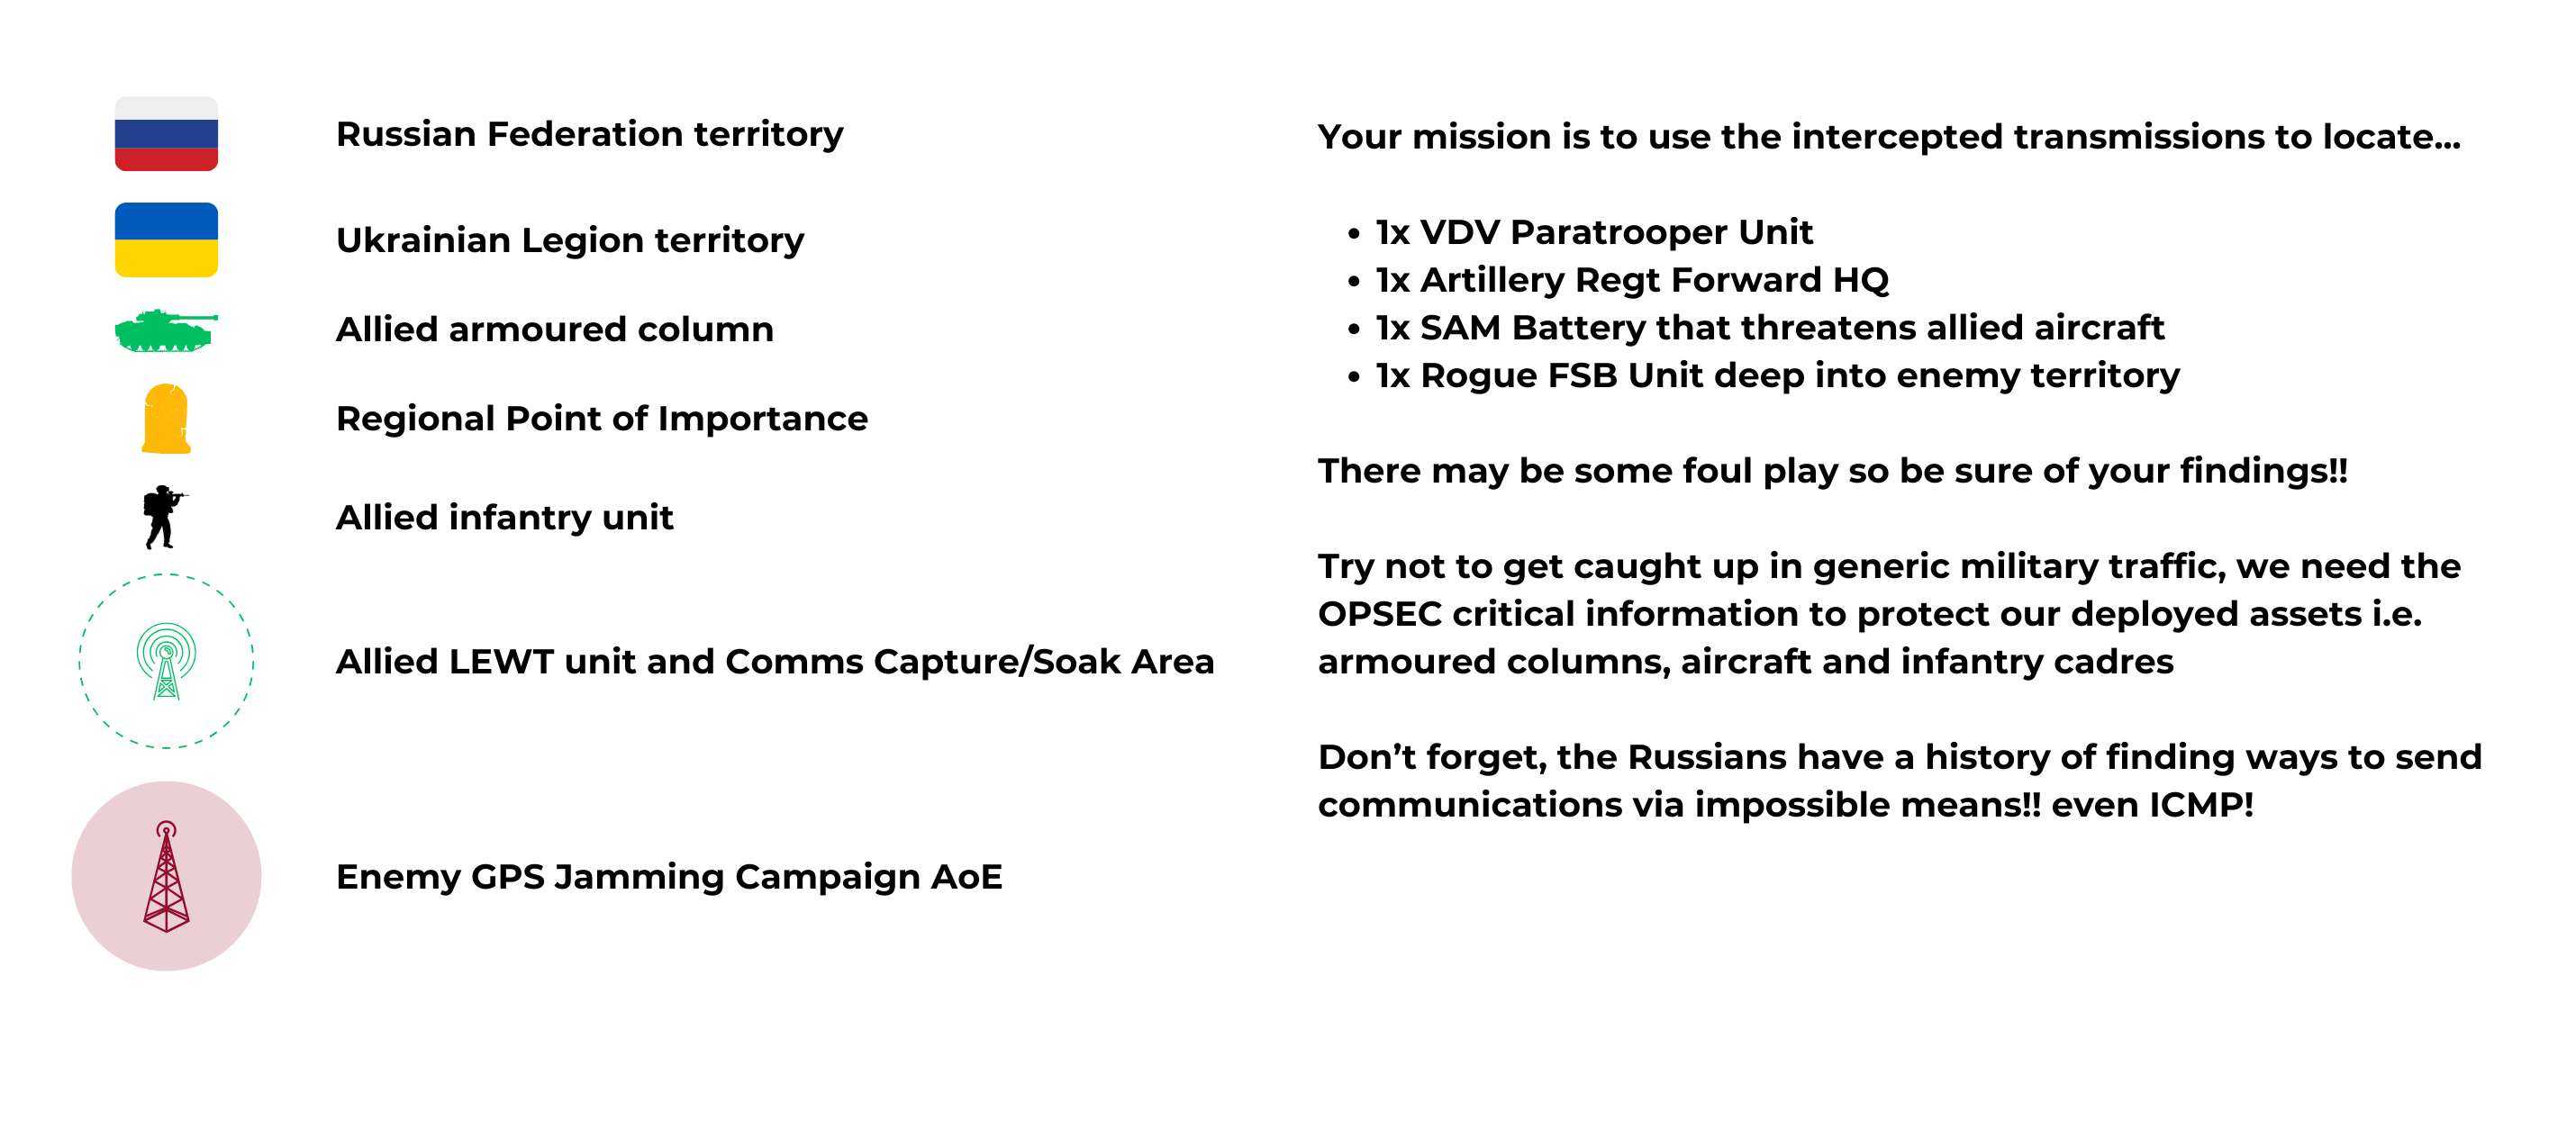 Russian Federation territory
Ukrainian Legion territory
Allied armoured column
Regional Point of Importance
Allied infantry unit
Allied LEWT unit and Comms Capture/Soak Area
Enemy GPS Jamming Campaign AoE
Your mission is to use the intercepted transmissions to locate...
• 1x VDV Paratrooper Unit
• 1x Artillery Regt Forward HQ
• 1x SAM Battery that threatens allied aircraft
• 1x Rogue FSB Unit deep into enemy territory
There may be some foul play so be sure of your findings!!
Try not to get caught up in generic military traffic, we need the
OPSEC critical information to protect our deployed assets i.e.
armoured columns, aircraft and infantry cadres
Don’t forget, the Russians have a history of finding ways to send
communications via impossible means!! even ICMP!